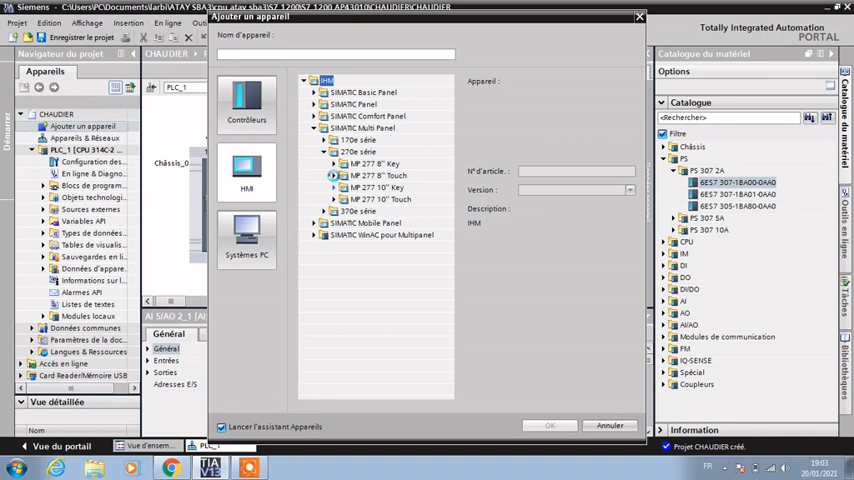 Siemens - C:\Users\PC\Documents\larbi\ATAY SBA3\cpu atay sba3\S7 1200\S7 1200 AP43010\CHAUDIER\CHAUDIER
Projet Edition Affichage Insertion
Totally Integrated Automation
PORTAL
Enregistrer le projet
Navigateur du projet
Appareils
CHAUDIER
Ajouter un appareil
Appareils & Réseaux
PLC_1 [CPU 314C-2
Configuration des...
En ligne & Diagno...
Blocs de program...
Objets technologi...
Sources externes
Variables API
Types de données...
Tables de visuali...
Sauvegardes en li...
Données d'appare...
Informations sur l...
Alarmes API
Listes de textes
Modules locaux
Données communes
Paramètres de la doc...
Langues & Ressources
Accès en ligne
Card Reader/Mémoire USB
Vue détaillée
Nom
Démarrer
CHAUDIER
PLC_1
Châssis_0
AI 5/AO 2_1 [AI
Général
Général
Entrées
Sorties
Adresses E/S
Ajouter un appareil
Nom d'appareil:
Contrôleurs
HMI
Systèmes PC
IHM
SIMATIC Basic Panel
SIMATIC Panel
SIMATIC Comfort Panel
SIMATIC Multi Panel
170e série
270e série
MP 277 8'' Key
MP 277 8'' Touch
MP 277 10'' Key
MP 277 10'' Touch
370e série
SIMATIC Mobile Panel
SIMATIC WinAC pour Multipanel
Appareil:
N°d'article:
Version:
Description:
IHM
Lancer l'assistant Appareils
OK
Annuler
Catalogue du matériel
Options
Catalogue
<Rechercher>
Filtre
Châssis
PS
PS 307 2A
6ES7 307-1BA00-0AA0
6ES7 307-1BA01-0AA0
6ES7 305-1BA80-0AA0
PS 307 5A
PS 307 10A
CPU
IM
DI
DO
DI/DO
AI
AO
AI/AO
Modules de communication
FM
IQ-SENSE
Spécial
Coupleurs
Information
Catalogue du matériel
Tâches
Bibliothèques
Vue du portail
Vue d'ensem...
PLC_1
Projet CHAUDIER créé.
TIA
V13
FR
19:03
20/01/2021